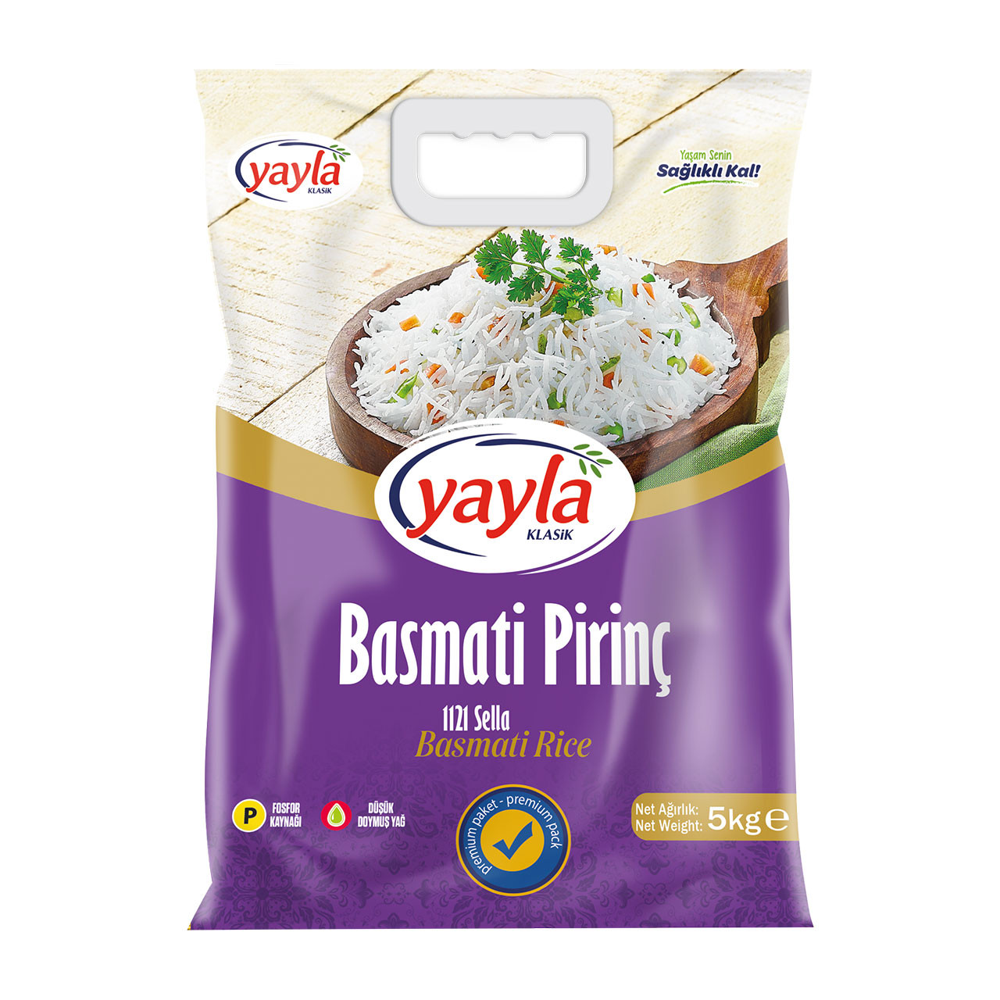 yayla
KLASİK
Yaşam Senin
Sağlıklı Kal!
yayla
KLASİK
Basmati Pirinç
1121 Sella
Basmati Rice
P
FOSFOR
KAYNAĞI
DÜŞÜK
DOYMUŞ YAĞ
premium paket - premium pack
Net Ağırlık:
Net Weight: 5kg ℮